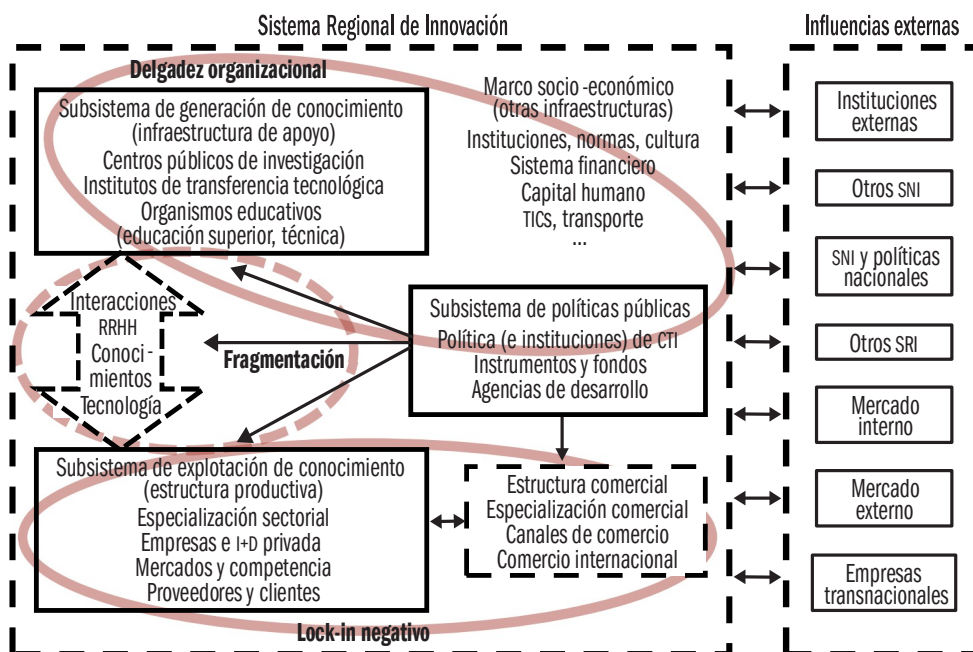 Sistema Regional de Innovación
Influencias externas
Delgadez organizacional
Subsistema de generación de conocimiento
(infraestructura de apoyo)
Centros públicos de investigación
Institutos de transferencia tecnológica
Organismos educativos
(educación superior, técnica)
Marco socio -económico
(otras infraestructuras)
Instituciones, normas, cultura
Sistema financiero
Capital humano
TICs, transporte
...
Interacciones
RRHH
Conoci -
mientos
Tecnología
Fragmentación
Subsistema de políticas públicas
Política (e instituciones) de CTI
Instrumentos y fondos
Agencias de desarrollo
Subsistema de explotación de conocimiento
(estructura productiva)
Especialización sectorial
Empresas e I+D privada
Mercados y competencia
Proveedores y clientes
Estructura comercial
Especialización comercial
Canales de comercio
Comercio internacional
Lock-in negativo
Instituciones
externas
Otros SNI
SNI y políticas
nacionales
Otros SRI
Mercado
interno
Mercado
externo
Empresas
transnacionales